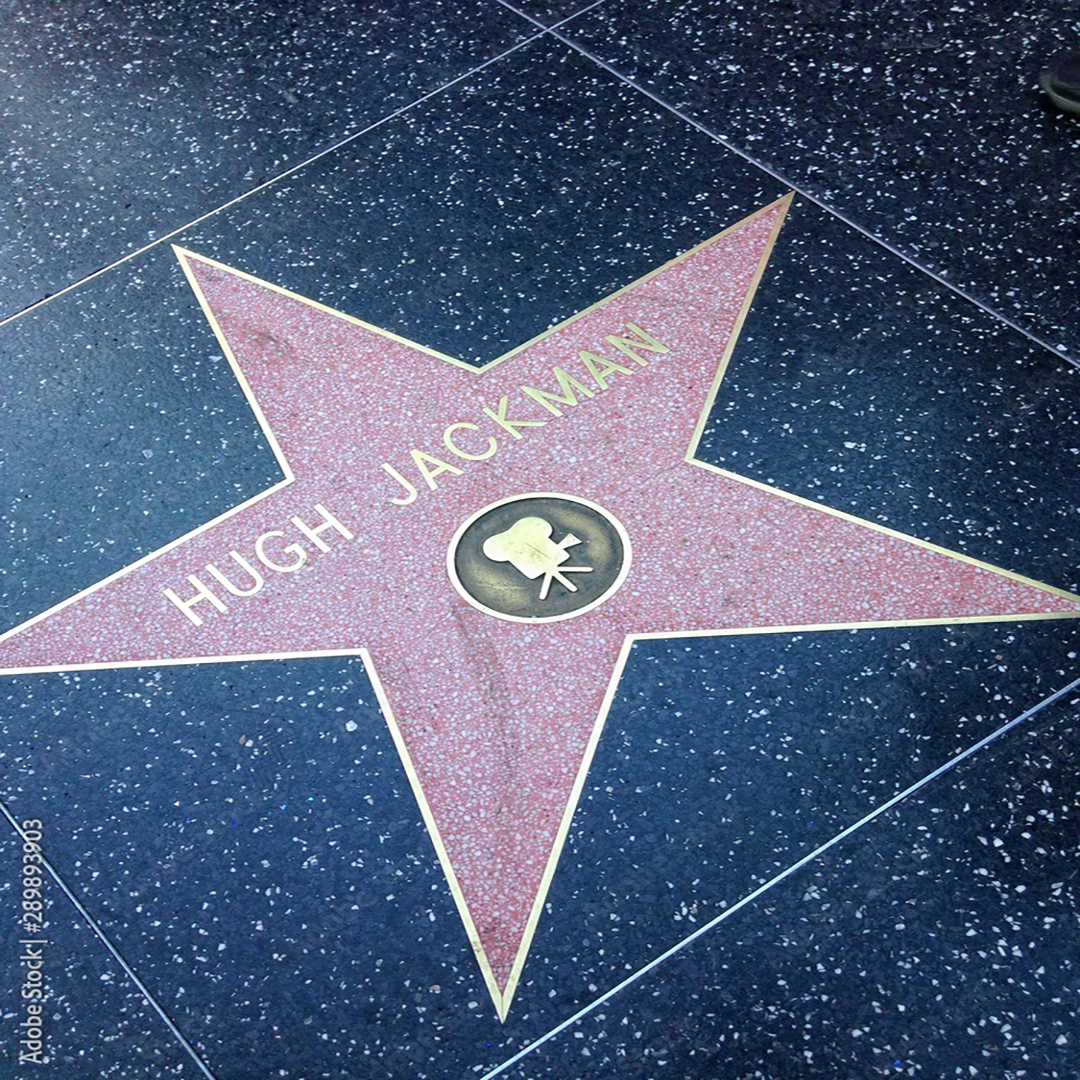 HUGH JACKMAN
Adobe Stock | #289893903